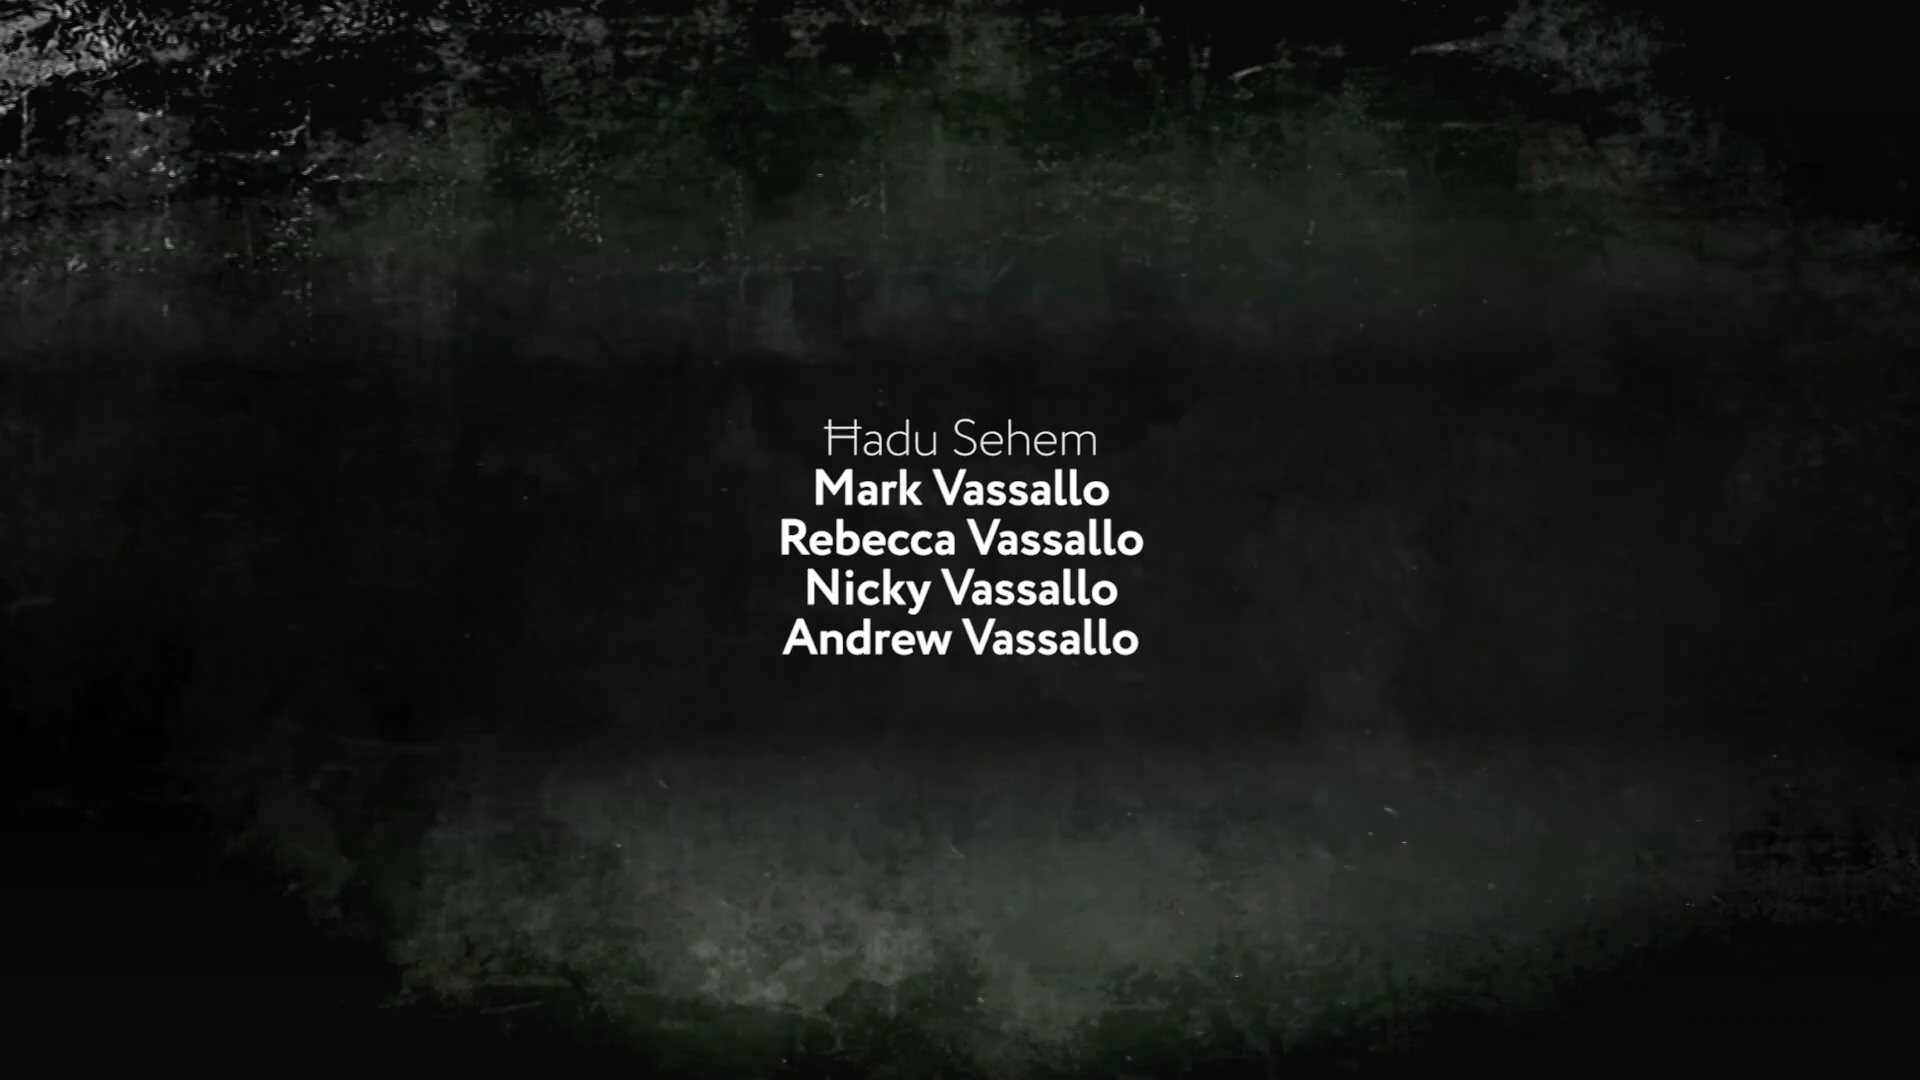 Ħadu Sehem
Mark Vassallo
Rebecca Vassallo
Nicky Vassallo
Andrew Vassallo